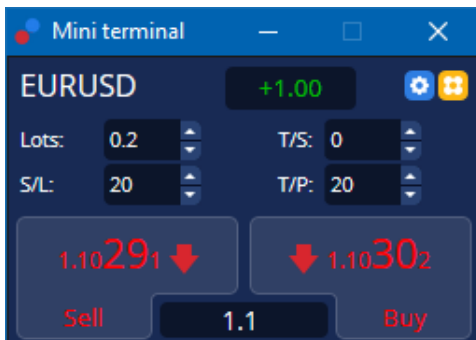 Mini terminal
EURUSD +1.00
Lots: 0.2 T/S: 0
S/L: 20 T/P: 20
1.10291 1.10302
Sell 1.1 Buy